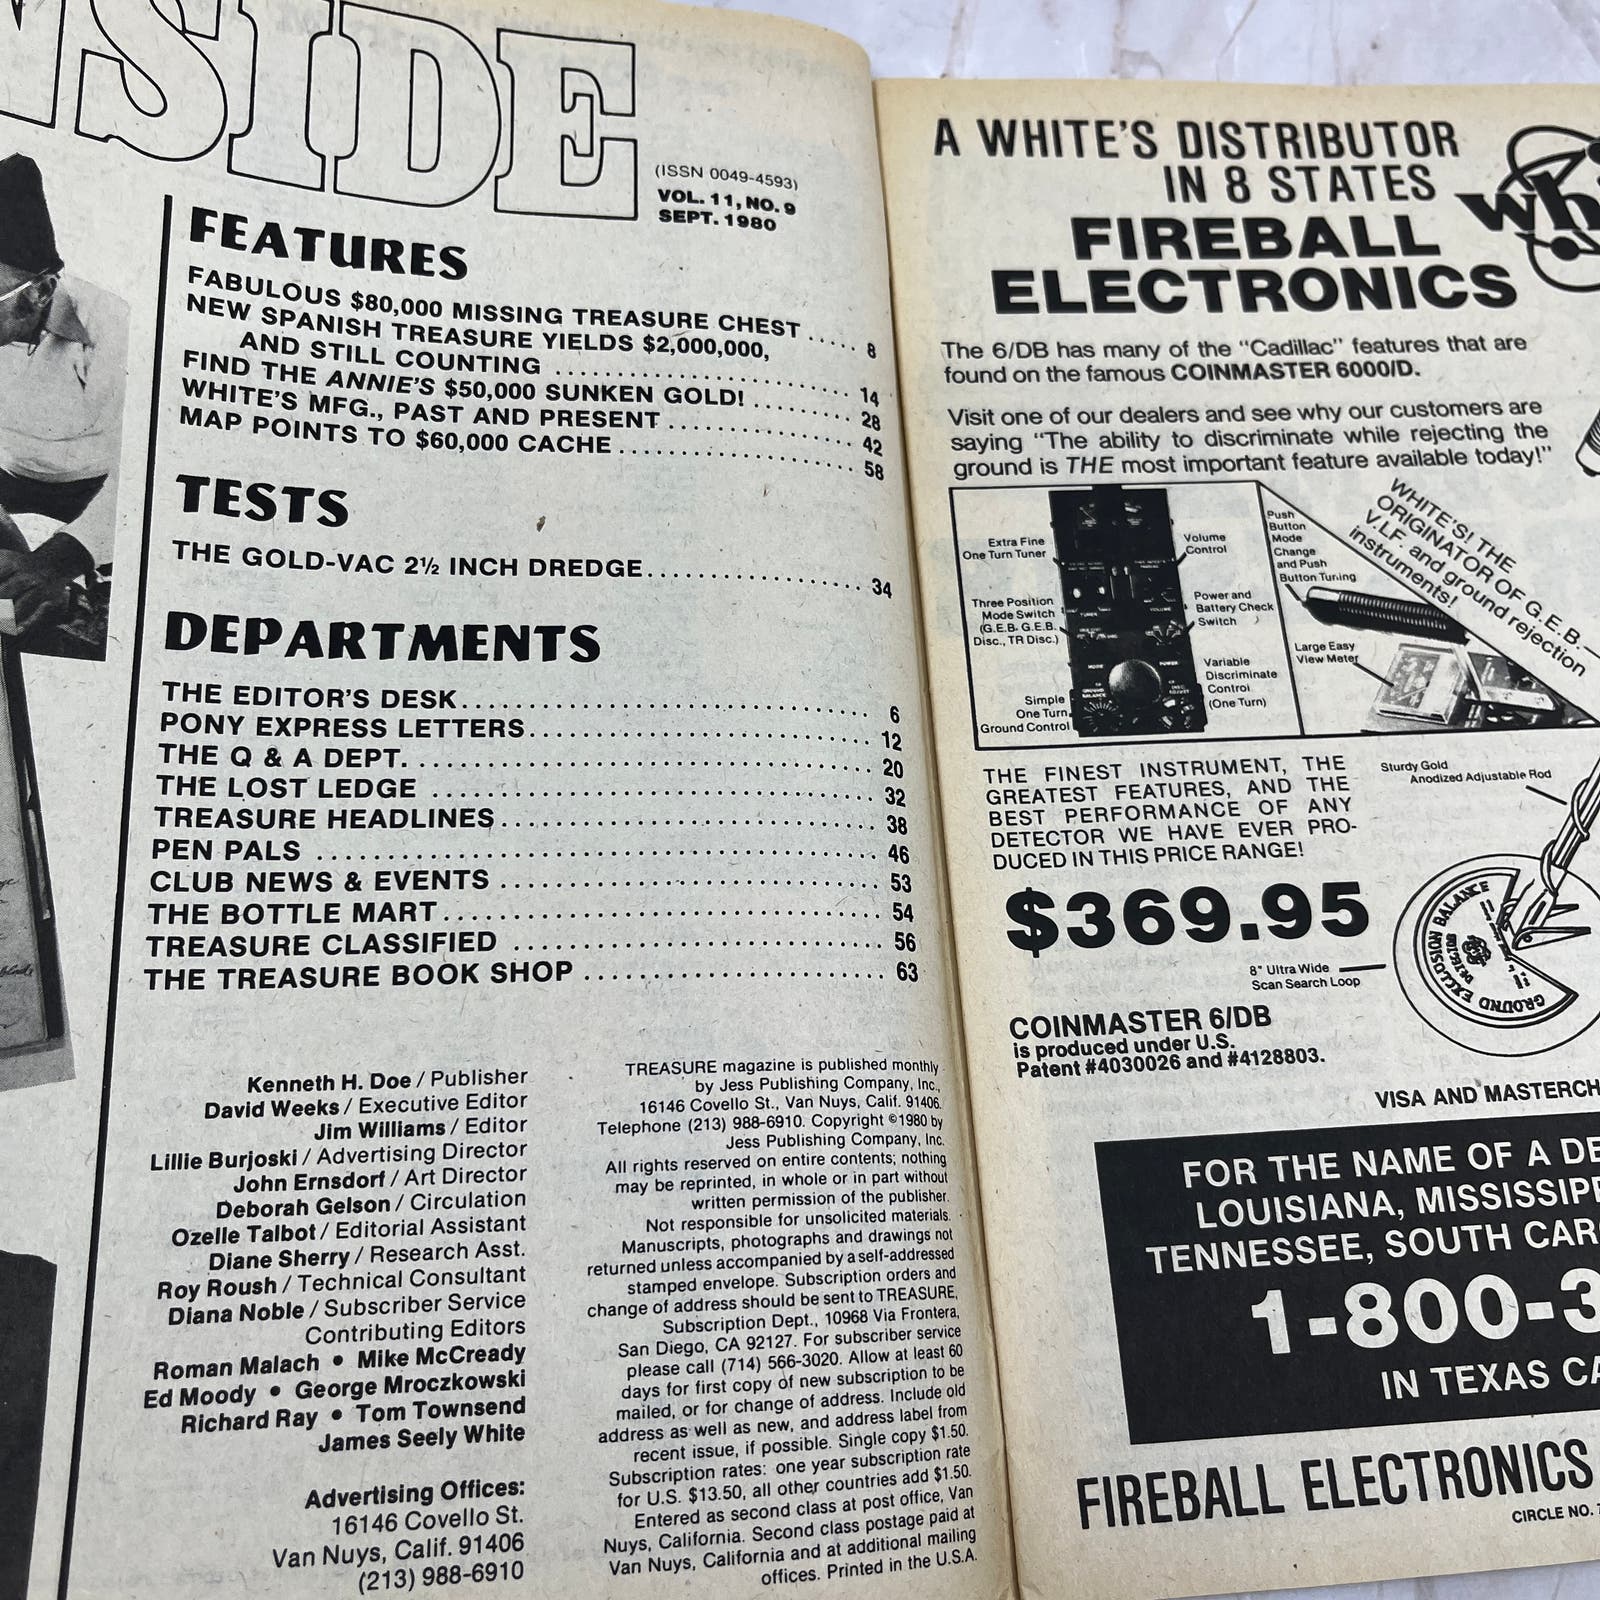 INSIDE
(ISSN 0049-4593)
VOL. 11, NO. 9
SEPT. 1980
FEATURES
FABULOUS $80,000 MISSING TREASURE CHEST ..... 8
NEW SPANISH TREASURE YIELDS $2,000,000,
AND STILL COUNTING ..... 14
FIND THE ANNIE'S $50,000 SUNKEN GOLD! ..... 28
WHITE'S MFG., PAST AND PRESENT ..... 42
MAP POINTS TO $60,000 CACHE ..... 58
TESTS
THE GOLD-VAC 2½ INCH DREDGE ..... 34
DEPARTMENTS
THE EDITOR'S DESK ..... 6
PONY EXPRESS LETTERS ..... 12
THE Q & A DEPT. ..... 20
THE LOST LEDGE ..... 32
TREASURE HEADLINES ..... 38
PEN PALS ..... 46
CLUB NEWS & EVENTS ..... 53
THE BOTTLE MART ..... 54
TREASURE CLASSIFIED ..... 56
THE TREASURE BOOK SHOP ..... 63
Kenneth H. Doe / Publisher
David Weeks / Executive Editor
Jim Williams / Editor
Lillie Burjoski / Advertising Director
John Ernsdorf / Art Director
Deborah Gelson / Circulation
Ozelle Talbot / Editorial Assistant
Diane Sherry / Research Asst.
Roy Roush / Technical Consultant
Diana Noble / Subscriber Service
Contributing Editors
Roman Malach • Mike McCready
Ed Moody • George Mroczkowski
Richard Ray • Tom Townsend
James Seely White
Advertising Offices:
16146 Covello St.
Van Nuys, Calif. 91406
(213) 988-6910
TREASURE magazine is published monthly
by Jess Publishing Company, Inc.,
16146 Covello St., Van Nuys, Calif. 91406.
Telephone (213) 988-6910. Copyright ©1980 by
Jess Publishing Company, Inc.
All rights reserved on entire contents; nothing
may be reprinted, in whole or in part without
written permission of the publisher.
Not responsible for unsolicited materials.
Manuscripts, photographs and drawings not
returned unless accompanied by a self-addressed
stamped envelope. Subscription orders and
change of address should be sent to TREASURE,
Subscription Dept., 10968 Via Frontera,
San Diego, CA 92127. For subscriber service
please call (714) 566-3020. Allow at least 60
days for first copy of new subscription to be
mailed, or for change of address. Include old
address as well as new, and address label from
recent issue, if possible. Single copy $1.50.
Subscription rates: one year subscription rate
for U.S. $13.50, all other countries add $1.50.
Entered as second class at post office, Van
Nuys, California. Second class postage paid at
Van Nuys, California and at additional mailing
offices. Printed in the U.S.A.
A WHITE'S DISTRIBUTOR
IN 8 STATES
FIREBALL
ELECTRONICS
The 6/DB has many of the "Cadillac" features that are
found on the famous COINMASTER 6000/D.
Visit one of our dealers and see why our customers are
saying "The ability to discriminate while rejecting the
ground is THE most important feature available today!"
Extra Fine
One Turn Tuner
Three Position
Mode Switch
(G.E.B. G.E.B.
Disc., TR Disc.)
Simple
One Turn
Ground Control
Volume
Control
Power and
Battery Check
Switch
Variable
Discriminate
Control
(One Turn)
Push
Button
Mode
Change
and Push
Button Tuning
Large Easy
View Meter
WHITE'S! THE
ORIGINATOR OF G.E.B.
V.L.F. and ground rejection
instruments!
THE FINEST INSTRUMENT, THE
GREATEST FEATURES, AND THE
BEST PERFORMANCE OF ANY
DETECTOR WE HAVE EVER PRO-
DUCED IN THIS PRICE RANGE!
Sturdy Gold
Anodized Adjustable Rod
$369.95
8" Ultra Wide
Scan Search Loop
GROUND EXCLUSION BALANCE
COINMASTER 6/DB
is produced under U.S.
Patent #4030026 and #4128803.
VISA AND MASTERCH
FOR THE NAME OF A DE
LOUISIANA, MISSISSIPP
TENNESSEE, SOUTH CAR
1-800-3
IN TEXAS CA
FIREBALL ELECTRONICS
CIRCLE NO. 7